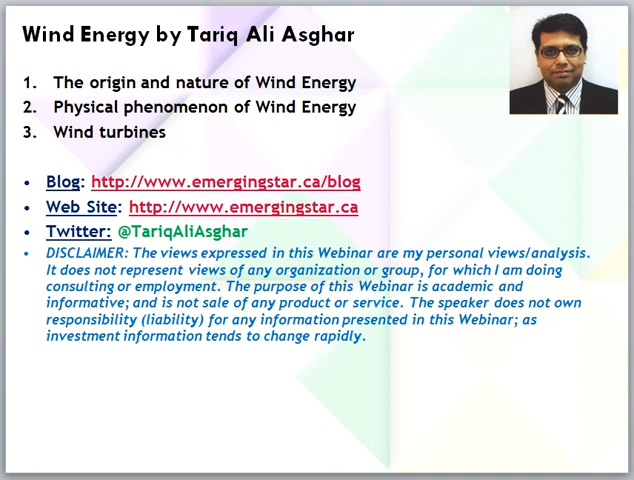 Wind Energy by Tariq Ali Asghar
1. The origin and nature of Wind Energy
2. Physical phenomenon of Wind Energy
3. Wind turbines
• Blog: http://www.emergingstar.ca/blog
• Web Site: http://www.emergingstar.ca
• Twitter: @TariqAliAsghar
• DISCLAIMER: The views expressed in this Webinar are my personal views/analysis.
It does not represent views of any organization or group, for which I am doing
consulting or employment. The purpose of this Webinar is academic and
informative; and is not sale of any product or service. The speaker does not own
responsibility (liability) for any information presented in this Webinar; as
investment information tends to change rapidly.